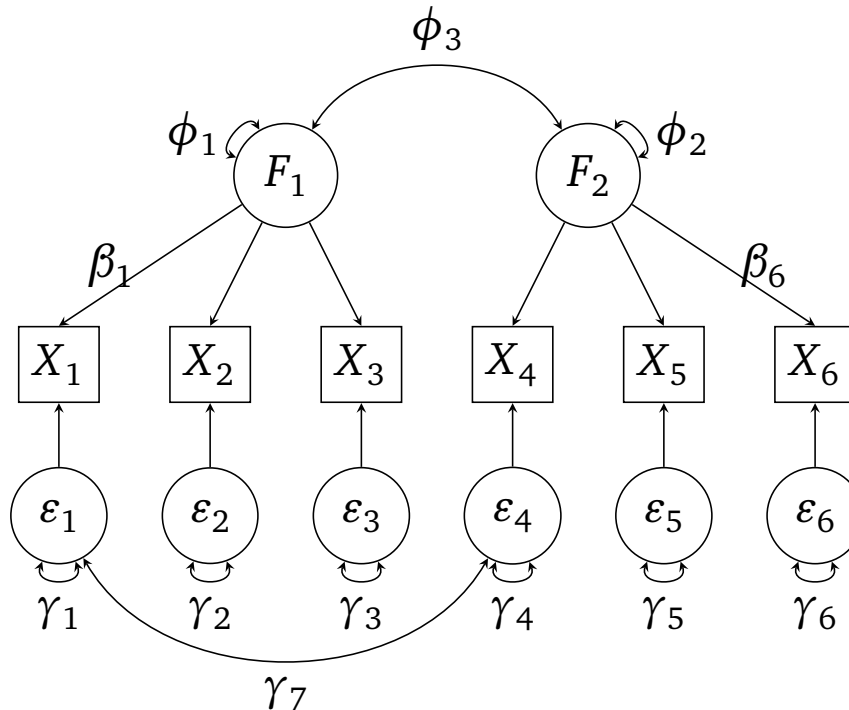 ϕ₃
ϕ₁ F₁ F₂ ϕ₂
β₁ β₆
X₁ X₂ X₃ X₄ X₅ X₆
ε₁ ε₂ ε₃ ε₄ ε₅ ε₆
γ₁ γ₂ γ₃ γ₄ γ₅ γ₆
γ₇